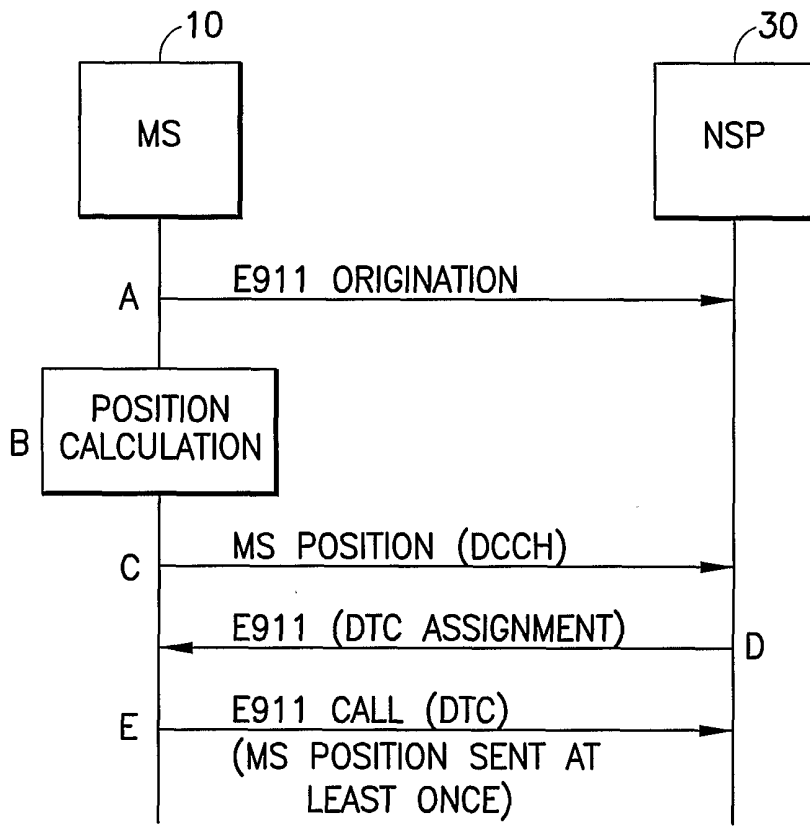 10
30
MS
NSP
A
E911 ORIGINATION
B
POSITION
CALCULATION
C
MS POSITION (DCCH)
E911 (DTC ASSIGNMENT)
D
E
E911 CALL (DTC)
(MS POSITION SENT AT
LEAST ONCE)